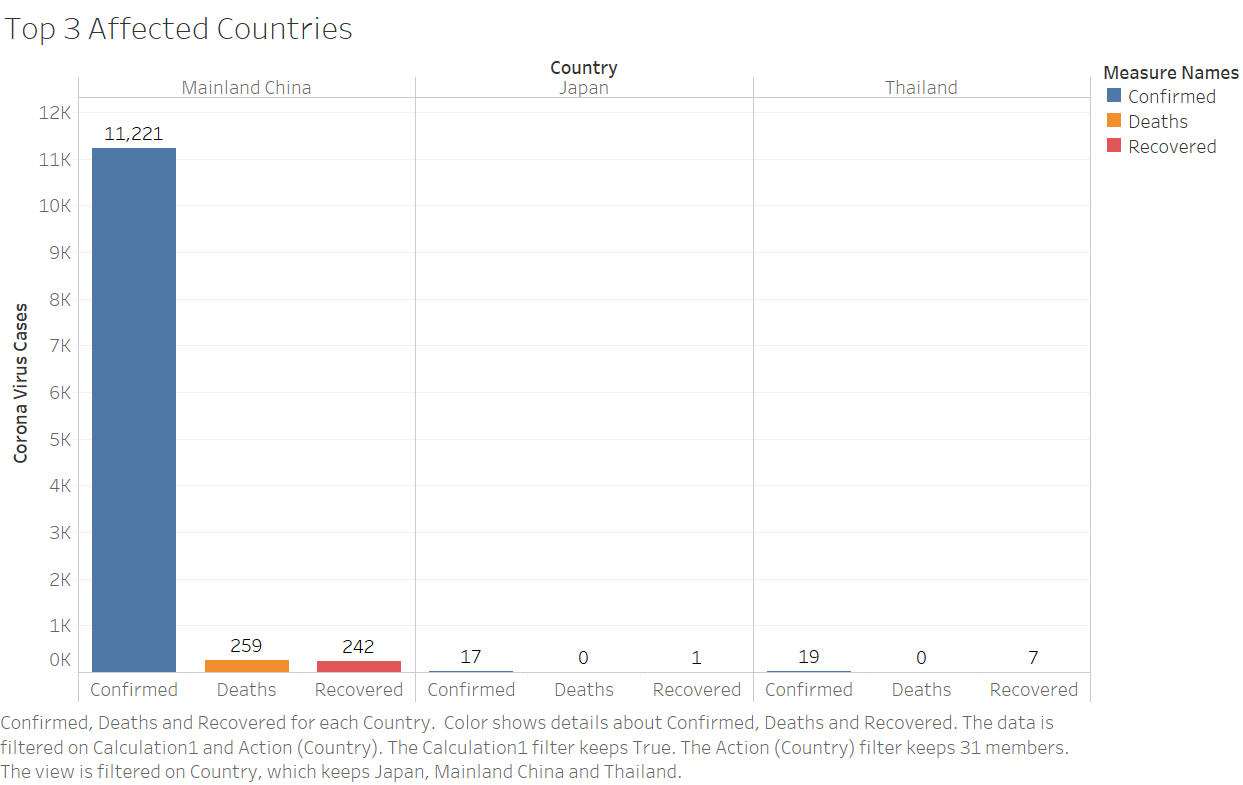 Top 3 Affected Countries
Country
Mainland China Japan Thailand
Measure Names
Confirmed
Deaths
Recovered
Corona Virus Cases
12K
11K
10K
9K
8K
7K
6K
5K
4K
3K
2K
1K
0K
11,221 259 242 17 0 1 19 0 7
Confirmed Deaths Recovered Confirmed Deaths Recovered Confirmed Deaths Recovered
Confirmed, Deaths and Recovered for each Country. Color shows details about Confirmed, Deaths and Recovered. The data is
filtered on Calculation1 and Action (Country). The Calculation1 filter keeps True. The Action (Country) filter keeps 31 members.
The view is filtered on Country, which keeps Japan, Mainland China and Thailand.